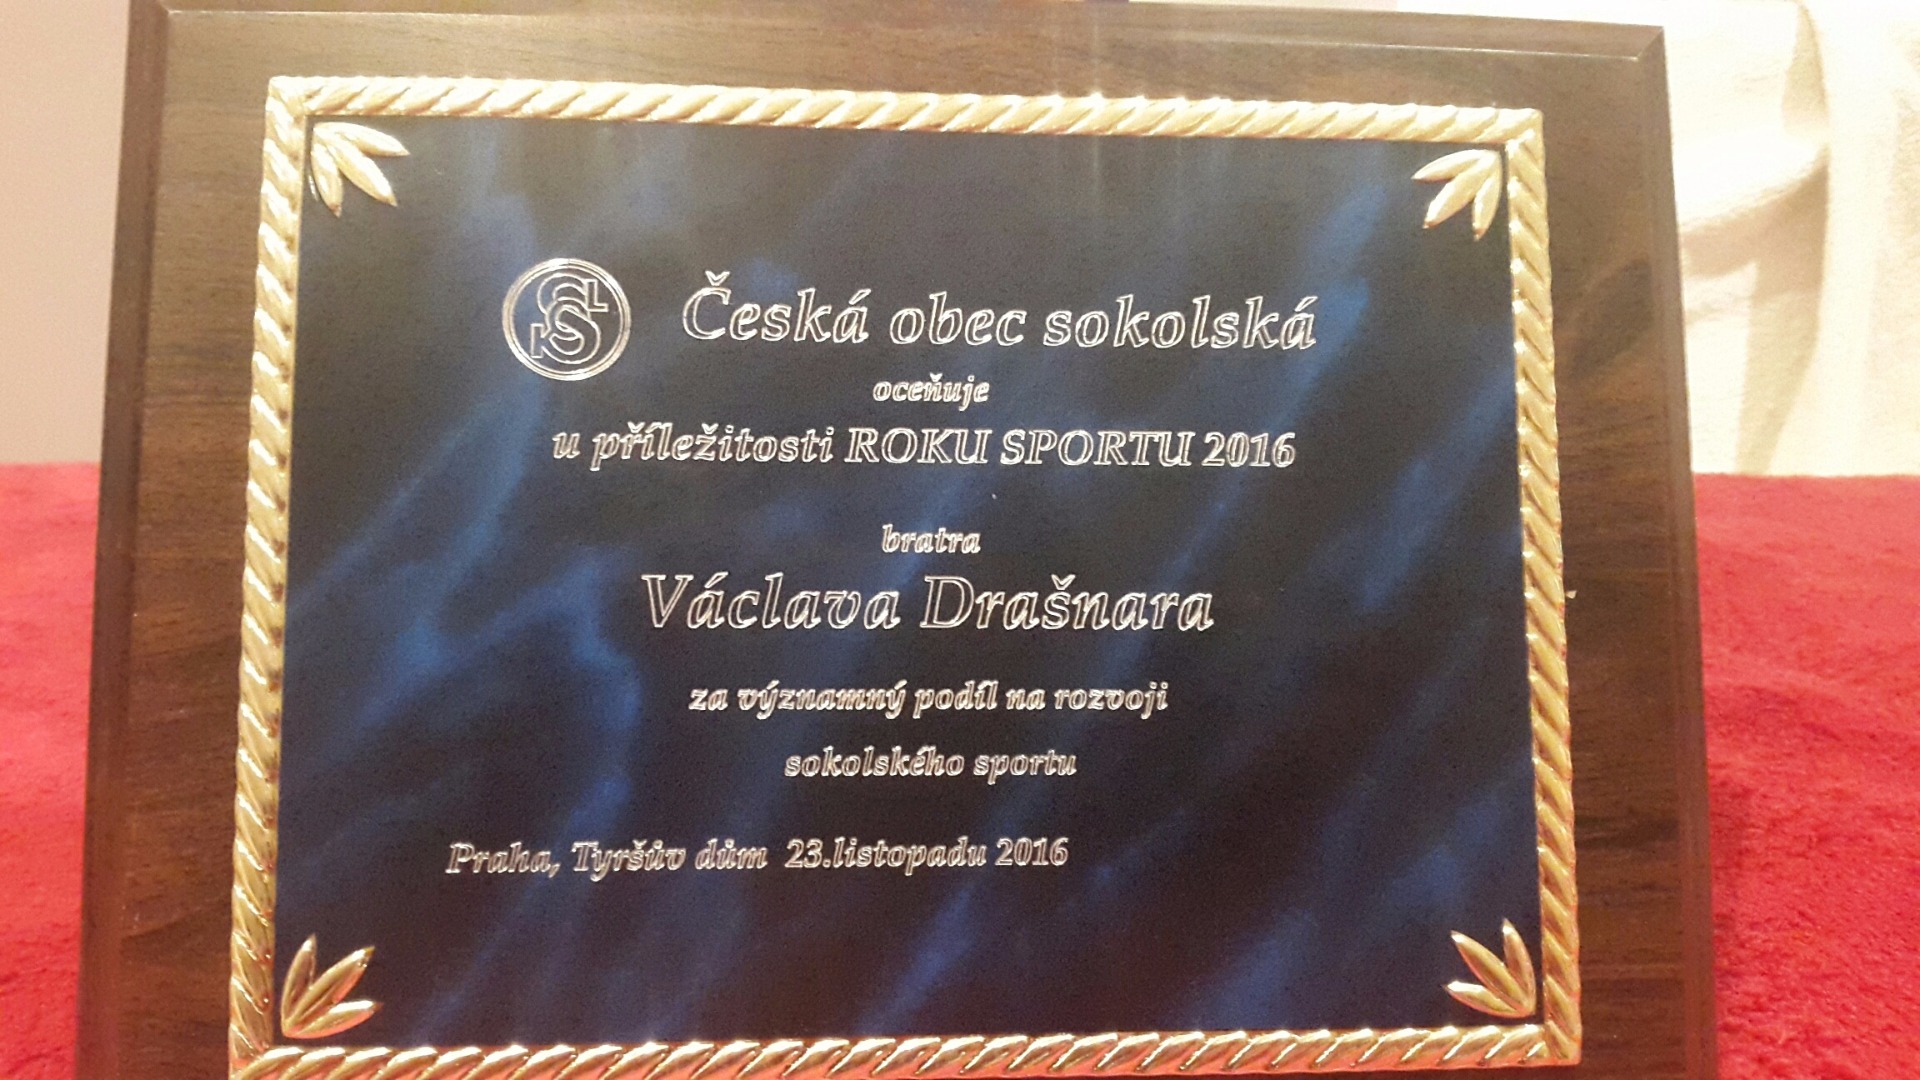 SSLK
Česká obec sokolská
oceňuje
u příležitosti ROKU SPORTU 2016
bratra
Václava Drašnara
za významný podíl na rozvoji
sokolského sportu
Praha, Tyršův dům 23.listopadu 2016